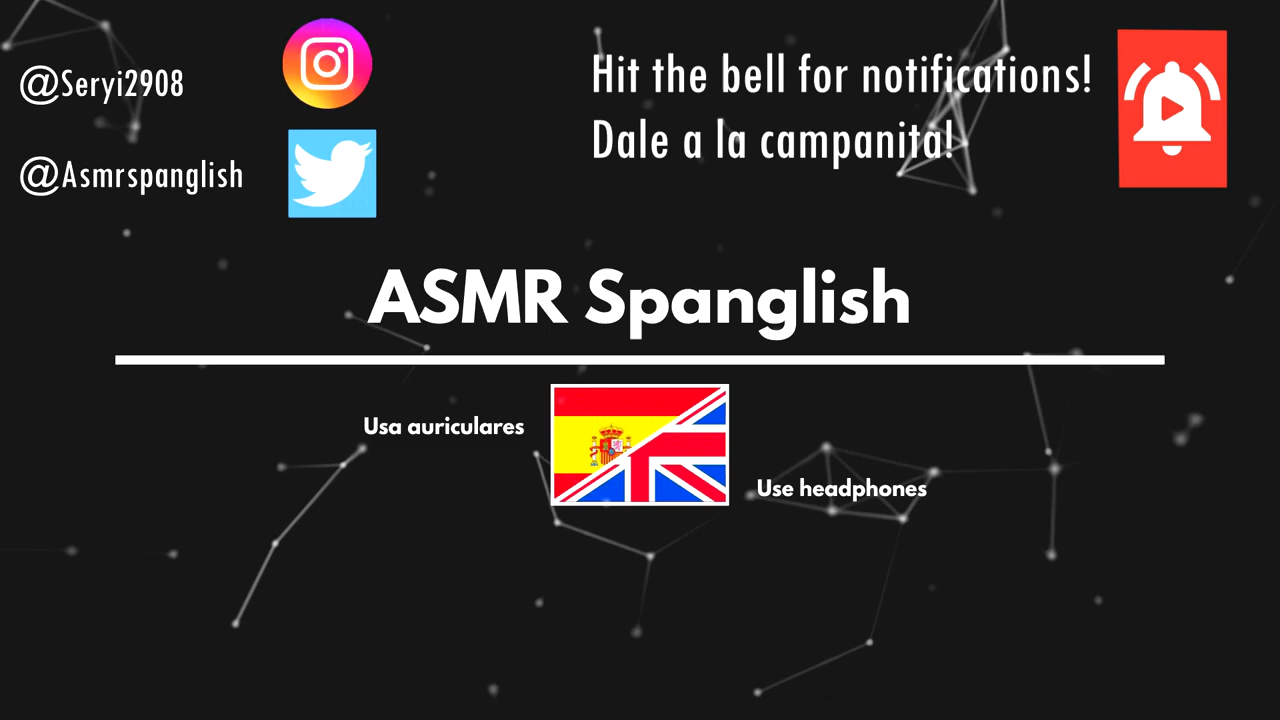 @Seryi2908
@Asmrspanglish
Hit the bell for notifications!
Dale a la campanita!
ASMR Spanglish
Usa auriculares
Use headphones